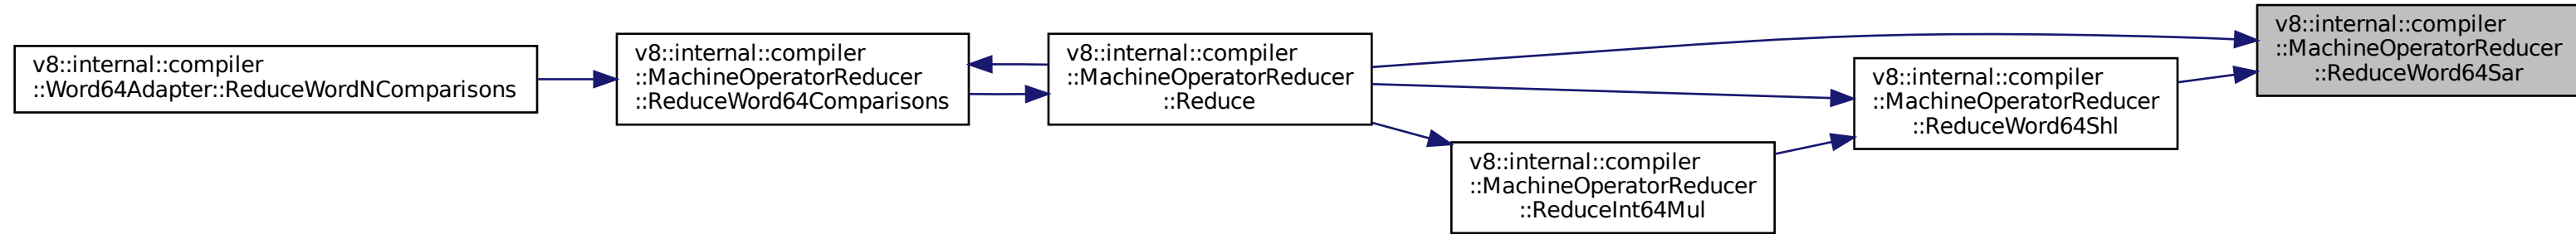 v8::internal::compiler
::Word64Adapter::ReduceWordNComparisons
v8::internal::compiler
::MachineOperatorReducer
::ReduceWord64Comparisons
v8::internal::compiler
::MachineOperatorReducer
::Reduce
v8::internal::compiler
::MachineOperatorReducer
::ReduceInt64Mul
v8::internal::compiler
::MachineOperatorReducer
::ReduceWord64Shl
v8::internal::compiler
::MachineOperatorReducer
::ReduceWord64Sar